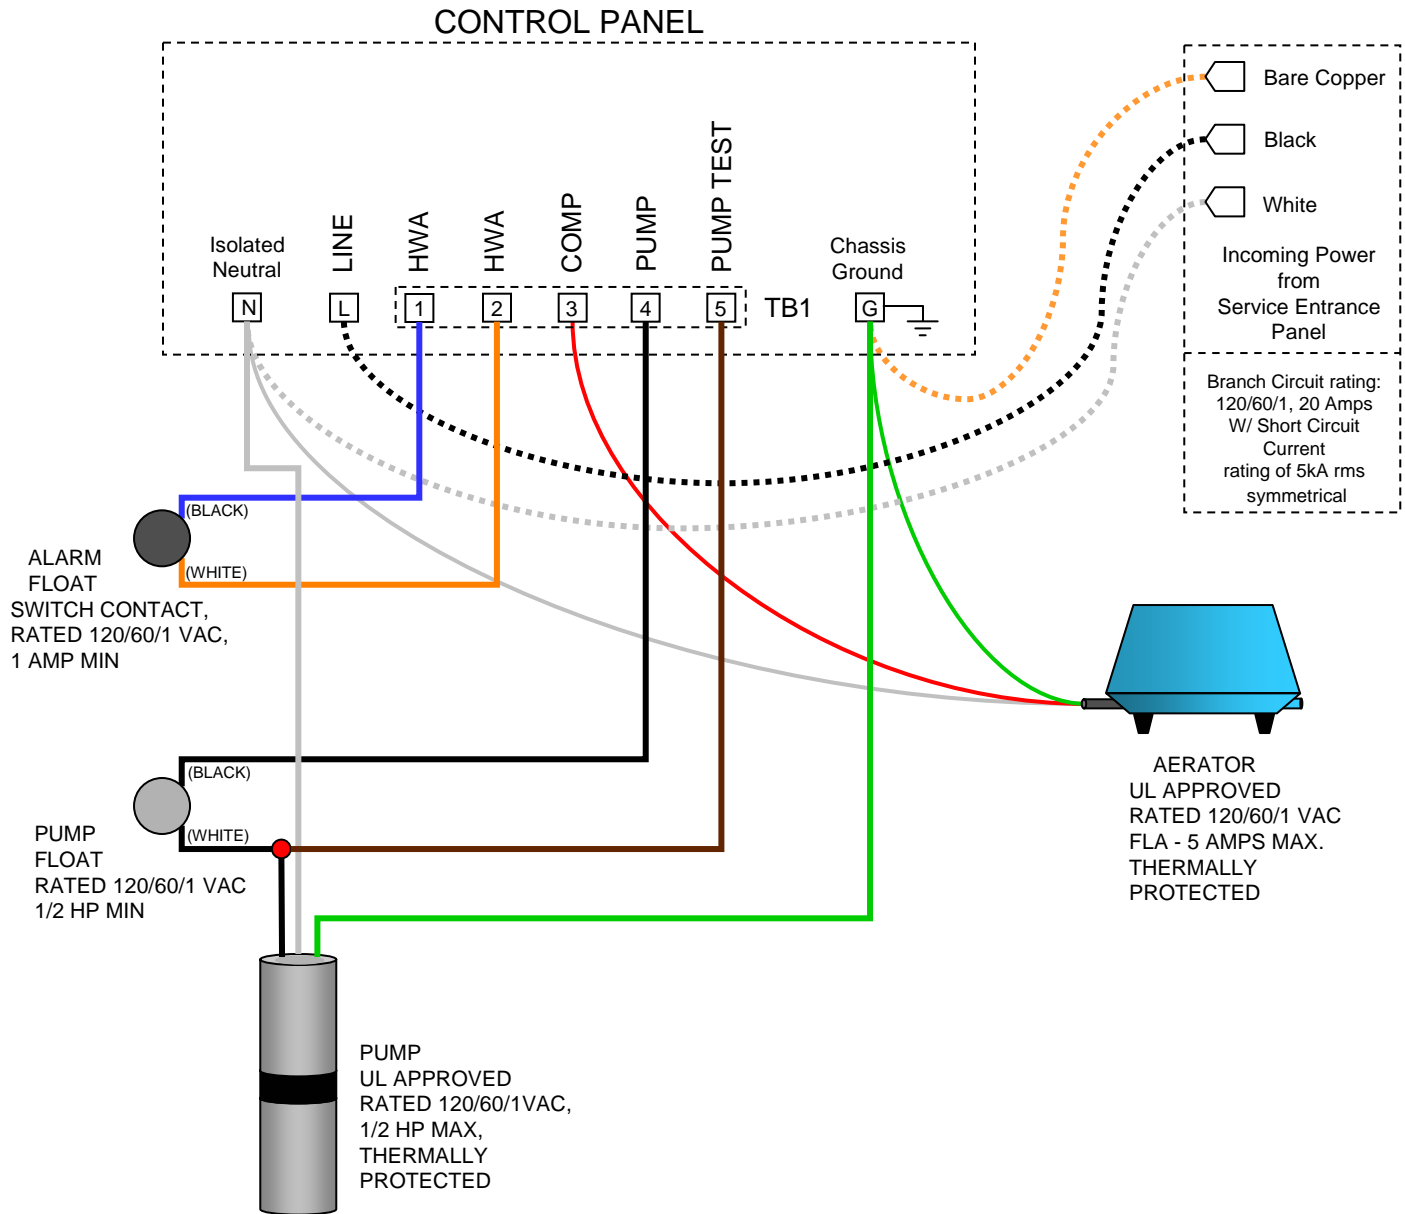 CONTROL PANEL
Bare Copper
Black
White
Incoming Power
from
Service Entrance
Panel
Branch Circuit rating:
120/60/1, 20 Amps
W/ Short Circuit
Current
rating of 5kA rms
symmetrical
Isolated
Neutral
LINE
HWA
HWA
COMP
PUMP
PUMP TEST
Chassis
Ground
N
L
1
2
3
4
5
TB1
G
(BLACK)
(WHITE)
ALARM
FLOAT
SWITCH CONTACT,
RATED 120/60/1 VAC,
1 AMP MIN
(BLACK)
(WHITE)
PUMP
FLOAT
RATED 120/60/1 VAC
1/2 HP MIN
AERATOR
UL APPROVED
RATED 120/60/1 VAC
FLA - 5 AMPS MAX.
THERMALLY
PROTECTED
PUMP
UL APPROVED
RATED 120/60/1VAC,
1/2 HP MAX,
THERMALLY
PROTECTED